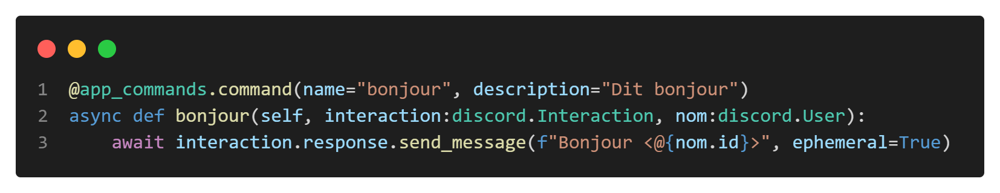 1 @app_commands.command(name="bonjour", description="Dit bonjour")
2 async def bonjour(self, interaction:discord.Interaction, nom:discord.User):
3     await interaction.response.send_message(f"Bonjour <@{nom.id}>", ephemeral=True)